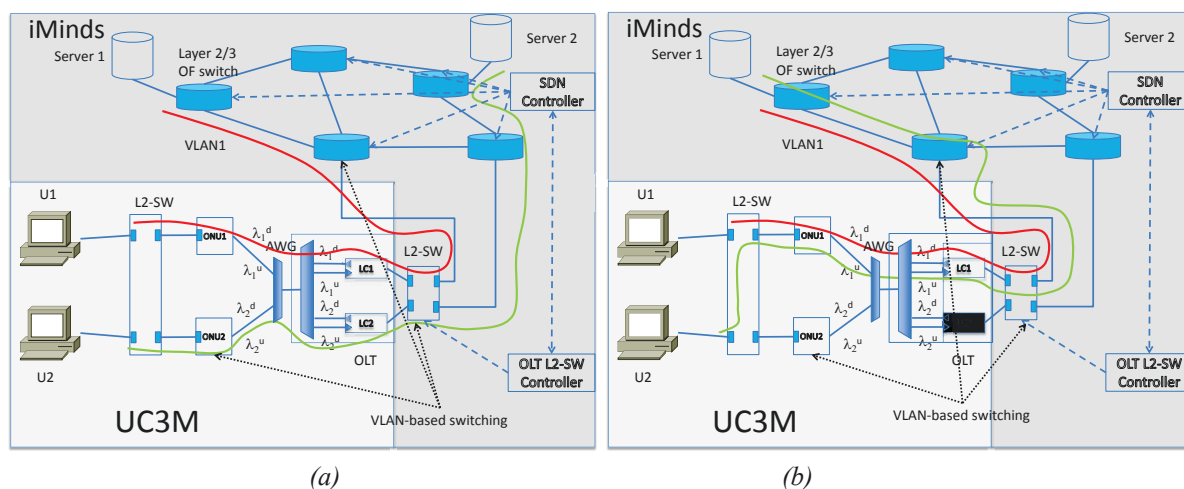 iMinds
Server 1
Layer 2/3
OF switch
Server 2
SDN
Controller
VLAN1
U1
L2-SW
ONU1
λ1d
AWG
λ1d
L2-SW
LC1
λ1u
λ1u
λ2d
λ2d
LC2
ONU2
λ2u
λ2u
OLT
U2
OLT L2-SW
Controller
VLAN-based switching
UC3M
(a)
iMinds
Server 1
Layer 2/3
OF switch
Server 2
SDN
Controller
VLAN1
U1
L2-SW
ONU1
λ1d
AWG
λ1d
L2-SW
LC1
λ1u
λ1u
λ2d
λ2d
ONU2
λ2u
λ2u
OLT
U2
OLT L2-SW
Controller
VLAN-based switching
UC3M
(b)